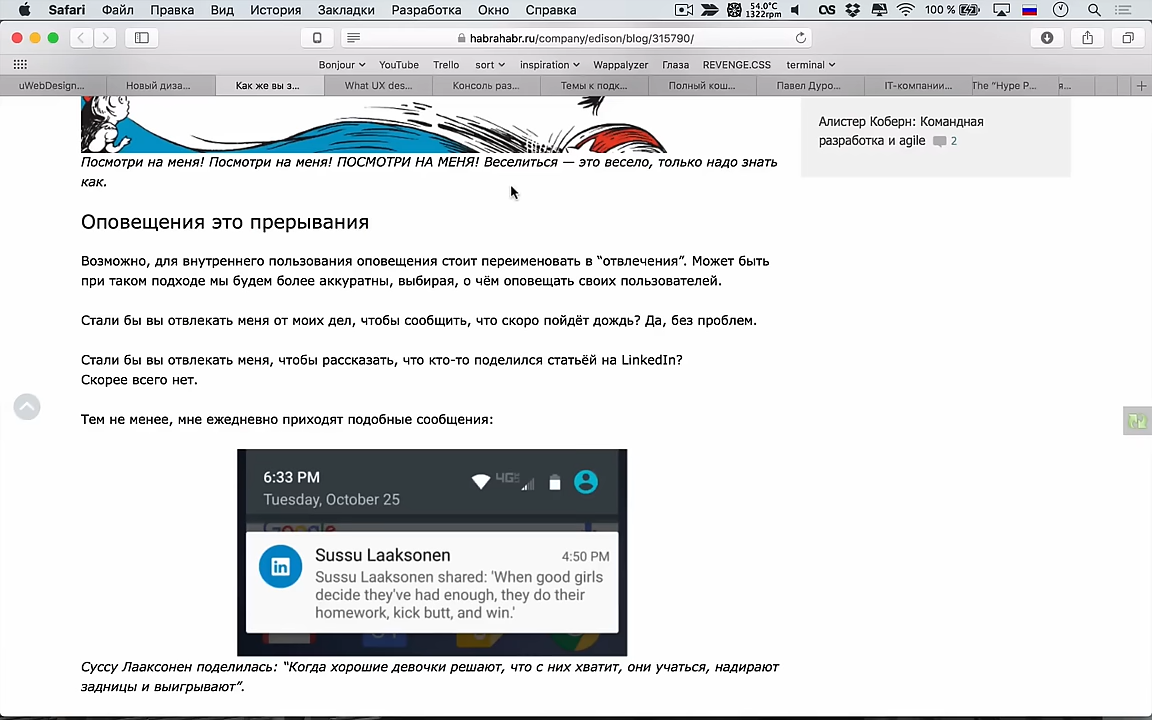 Safari Файл Правка Вид История Закладки Разработка Окно Справка
54.0°C
1322rpm
100 %
habrahabr.ru/company/edison/blog/315790/
Bonjour YouTube Trello sort inspiration Wappalyzer Глаза REVENGE.CSS terminal
uWebDesign... Новый диза... Как же вы з... What UX des... Консоль раз... Темы к подк... Полный кош... Павел Дуро... IT-компании... The “Hype P... я...
Алистер Коберн: Командная
разработка и agile 2
Посмотри на меня! Посмотри на меня! ПОСМОТРИ НА МЕНЯ! Веселиться — это весело, только надо знать
как.
Оповещения это прерывания
Возможно, для внутреннего пользования оповещения стоит переименовать в “отвлечения”. Может быть
при таком подходе мы будем более аккуратны, выбирая, о чём оповещать своих пользователей.
Стали бы вы отвлекать меня от моих дел, чтобы сообщить, что скоро пойдёт дождь? Да, без проблем.
Стали бы вы отвлекать меня, чтобы рассказать, что кто-то поделился статьёй на LinkedIn?
Скорее всего нет.
Тем не менее, мне ежедневно приходят подобные сообщения:
6:33 PM
Tuesday, October 25
Google
in
Sussu Laaksonen 4:50 PM
Sussu Laaksonen shared: 'When good girls
decide they've had enough, they do their
homework, kick butt, and win.'
Суссу Лааксонен поделилась: “Когда хорошие девочки решают, что с них хватит, они учаться, надирают
задницы и выигрывают”.